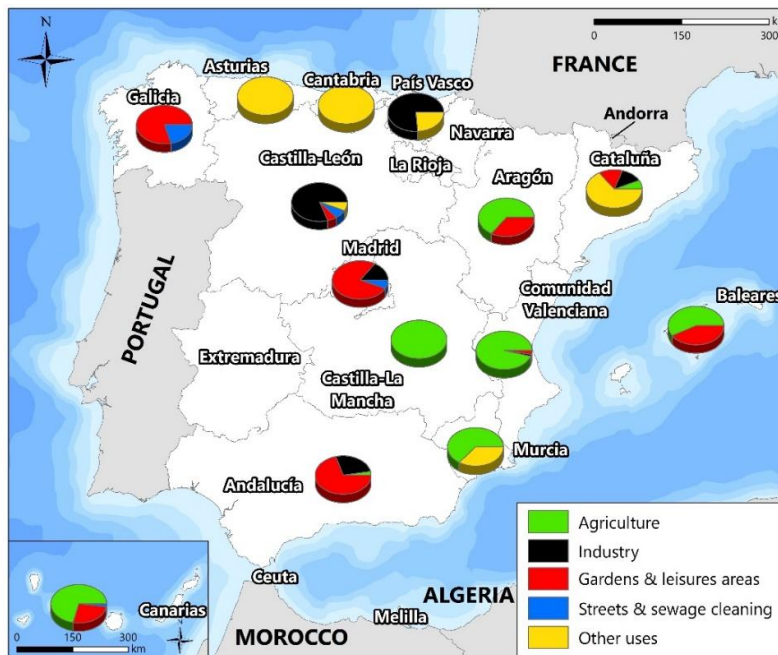 N
0 150 300
km
FRANCE
Asturias
Cantabria
País Vasco
Galicia
Navarra
Andorra
Castilla-León
La Rioja
Cataluña
Aragón
Madrid
PORTUGAL
Comunidad
Valenciana
Baleares
Extremadura
Castilla-La
Mancha
Murcia
Andalucía
Agriculture
Industry
Gardens & leisures areas
Streets & sewage cleaning
Other uses
Ceuta
ALGERIA
Canarias
Melilla
MOROCCO
0 150 300
km